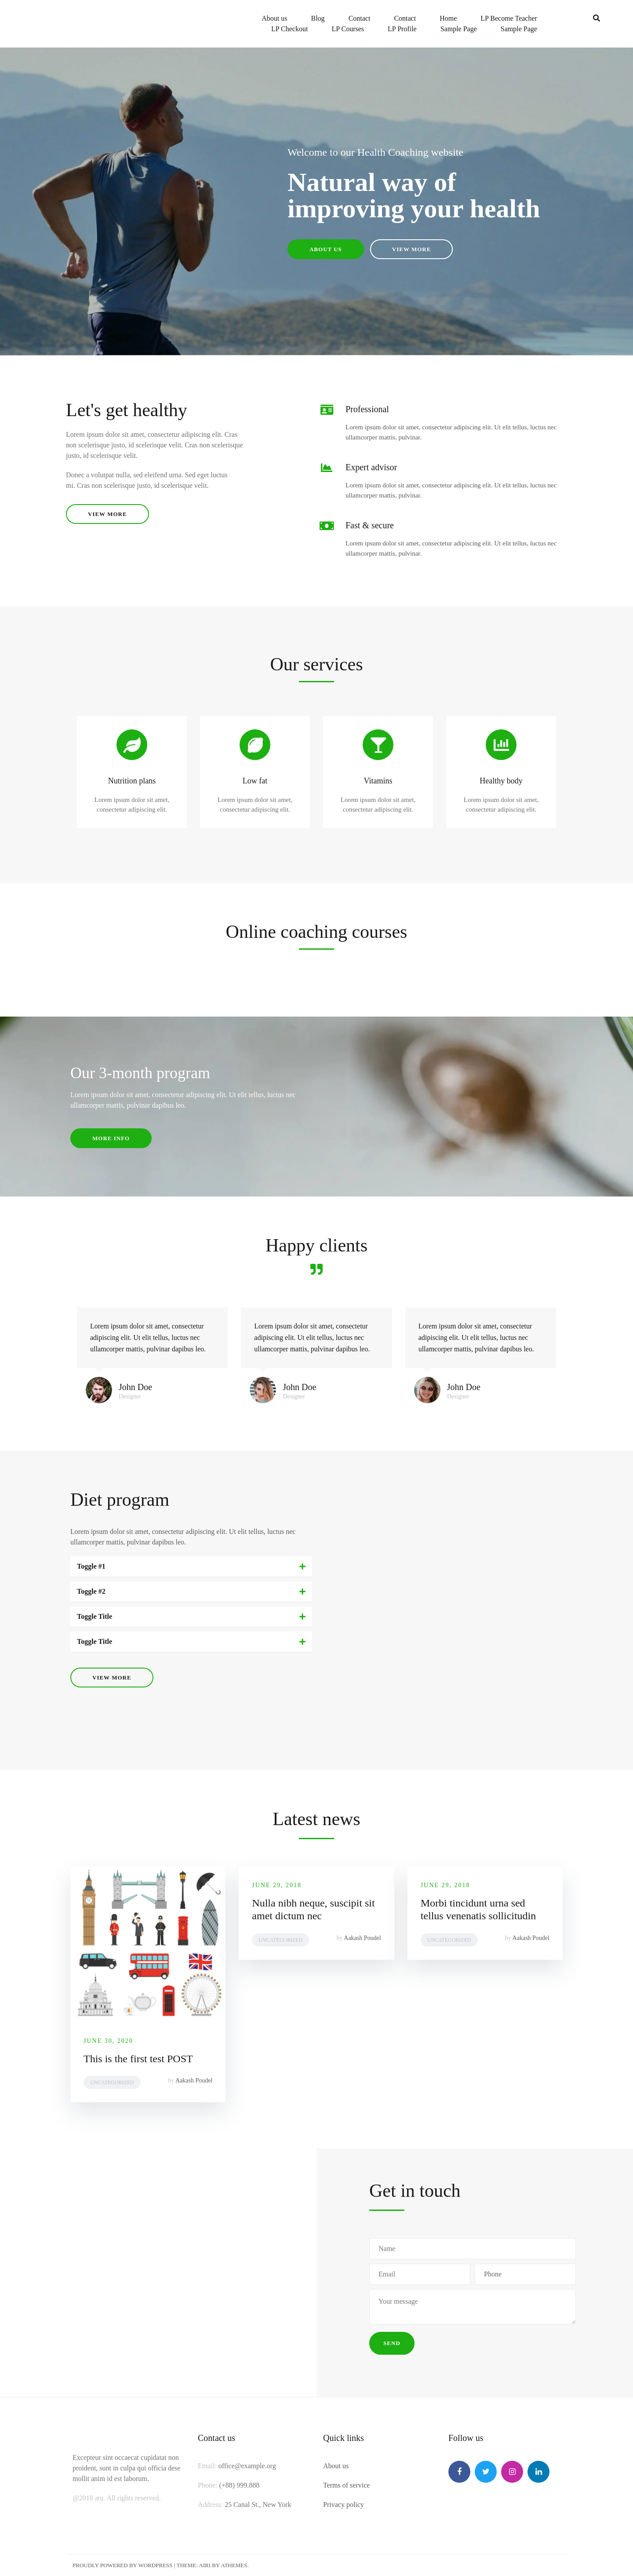 About us Blog Contact Contact Home LP Become Teacher
LP Checkout LP Courses LP Profile Sample Page Sample Page
Welcome to our Health Coaching website
Natural way of
improving your health
ABOUT US VIEW MORE
Let's get healthy
Lorem ipsum dolor sit amet, consectetur adipiscing elit. Cras
non scelerisque justo, id scelerisque velit. Cras non scelerisque
justo, id scelerisque velit.
Donec a volutpat nulla, sed eleifend urna. Sed eget luctus
mi. Cras non scelerisque justo, id scelerisque velit.
VIEW MORE
Professional
Lorem ipsum dolor sit amet, consectetur adipiscing elit. Ut elit tellus, luctus nec
ullamcorper mattis, pulvinar.
Expert advisor
Lorem ipsum dolor sit amet, consectetur adipiscing elit. Ut elit tellus, luctus nec
ullamcorper mattis, pulvinar.
Fast & secure
Lorem ipsum dolor sit amet, consectetur adipiscing elit. Ut elit tellus, luctus nec
ullamcorper mattis, pulvinar.
Our services
Nutrition plans
Lorem ipsum dolor sit amet,
consectetur adipiscing elit.
Low fat
Lorem ipsum dolor sit amet,
consectetur adipiscing elit.
Vitamins
Lorem ipsum dolor sit amet,
consectetur adipiscing elit.
Healthy body
Lorem ipsum dolor sit amet,
consectetur adipiscing elit.
Online coaching courses
Our 3-month program
Lorem ipsum dolor sit amet, consectetur adipiscing elit. Ut elit tellus, luctus nec
ullamcorper mattis, pulvinar dapibus leo.
MORE INFO
Happy clients
Lorem ipsum dolor sit amet, consectetur
adipiscing elit. Ut elit tellus, luctus nec
ullamcorper mattis, pulvinar dapibus leo.
John Doe
Designer
Lorem ipsum dolor sit amet, consectetur
adipiscing elit. Ut elit tellus, luctus nec
ullamcorper mattis, pulvinar dapibus leo.
John Doe
Designer
Lorem ipsum dolor sit amet, consectetur
adipiscing elit. Ut elit tellus, luctus nec
ullamcorper mattis, pulvinar dapibus leo.
John Doe
Designer
Diet program
Lorem ipsum dolor sit amet, consectetur adipiscing elit. Ut elit tellus, luctus nec
ullamcorper mattis, pulvinar dapibus leo.
Toggle #1
Toggle #2
Toggle Title
Toggle Title
VIEW MORE
Latest news
JUNE 30, 2020
This is the first test POST
UNCATEGORIZED by Aakash Poudel
JUNE 29, 2018
Nulla nibh neque, suscipit sit
amet dictum nec
UNCATEGORIZED by Aakash Poudel
JUNE 29, 2018
Morbi tincidunt urna sed
tellus venenatis sollicitudin
UNCATEGORIZED by Aakash Poudel
Get in touch
Name
Email Phone
Your message
SEND
Excepteur sint occaecat cupidatat non
proident, sunt in culpa qui officia dese
mollit anim id est laborum.
@2018 atu. All rights reserved.
Contact us
Email: office@example.org
Phone: (+88) 999.888
Address: 25 Canal St., New York
Quick links
About us
Terms of service
Privacy policy
Follow us
PROUDLY POWERED BY WORDPRESS | THEME: AIRI BY ATHEMES.